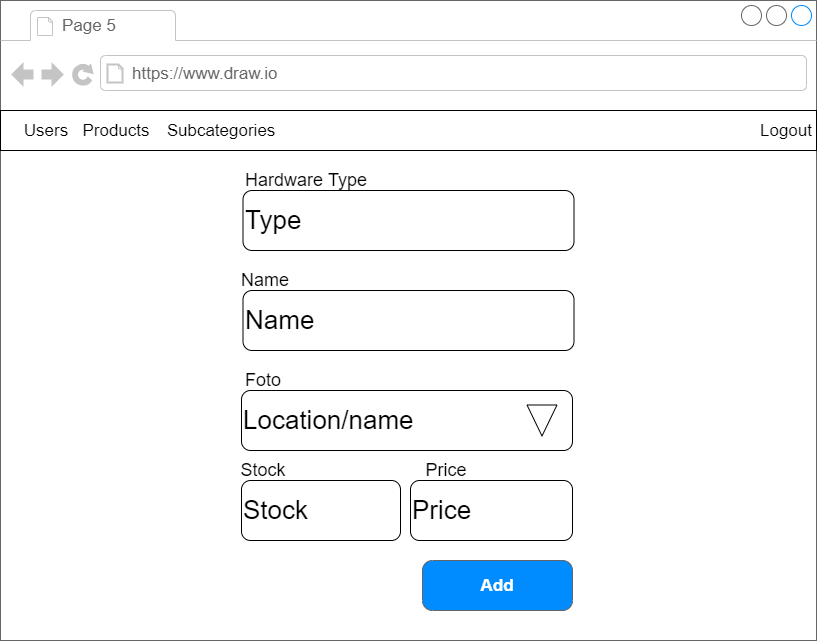 Page 5
https://www.draw.io
Users Products Subcategories Logout
Hardware Type
Type
Name
Name
Foto
Location/name
Stock Price
Stock Price
Add